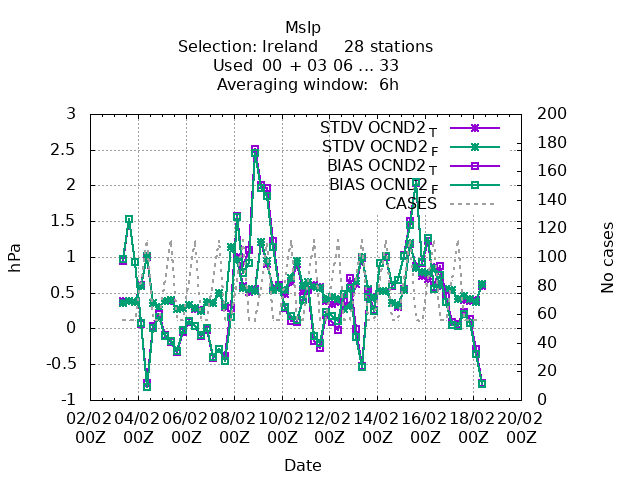 Mslp
Selection: Ireland 28 stations
Used 00 + 03 06 ... 33
Averaging window: 6h
3
2.5
2
1.5
1
0.5
0
-0.5
-1
hPa
200
180
160
140
120
100
80
60
40
20
0
No cases
STDV OCND2 T
STDV OCND2 F
BIAS OCND2 T
BIAS OCND2 F
CASES
02/02 04/02 06/02 08/02 10/02 12/02 14/02 16/02 18/02 20/02
00Z 00Z 00Z 00Z 00Z 00Z 00Z 00Z 00Z 00Z
Date